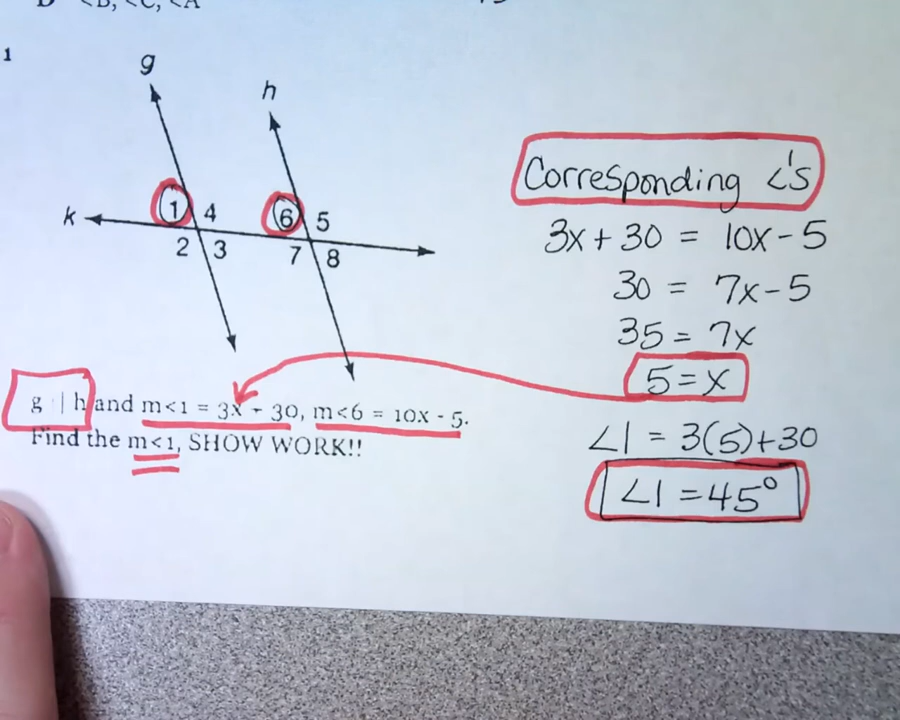 <B, <C, <A
1
g
h
k
1 4
6 5
2 3
7 8
Corresponding ∠'s
3x + 30 = 10x - 5
30 = 7x - 5
35 = 7x
5 = x
g || h and m<1 = 3x + 30, m<6 = 10x - 5.
Find the m<1, SHOW WORK!!
∠1 = 3(5) + 30
∠1 = 45°